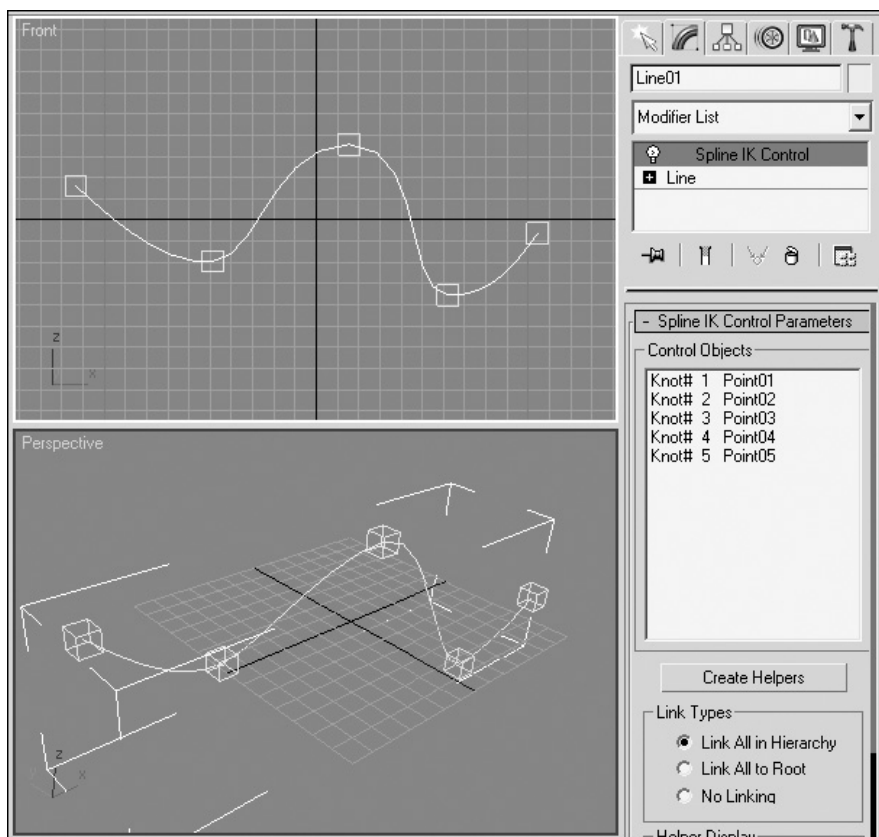 Front
z
x
Perspective
z
x
Line01
Modifier List
Spline IK Control
Line
- Spline IK Control Parameters
Control Objects
Knot# 1 Point01
Knot# 2 Point02
Knot# 3 Point03
Knot# 4 Point04
Knot# 5 Point05
Create Helpers
Link Types
Link All in Hierarchy
Link All to Root
No Linking
Helper Display